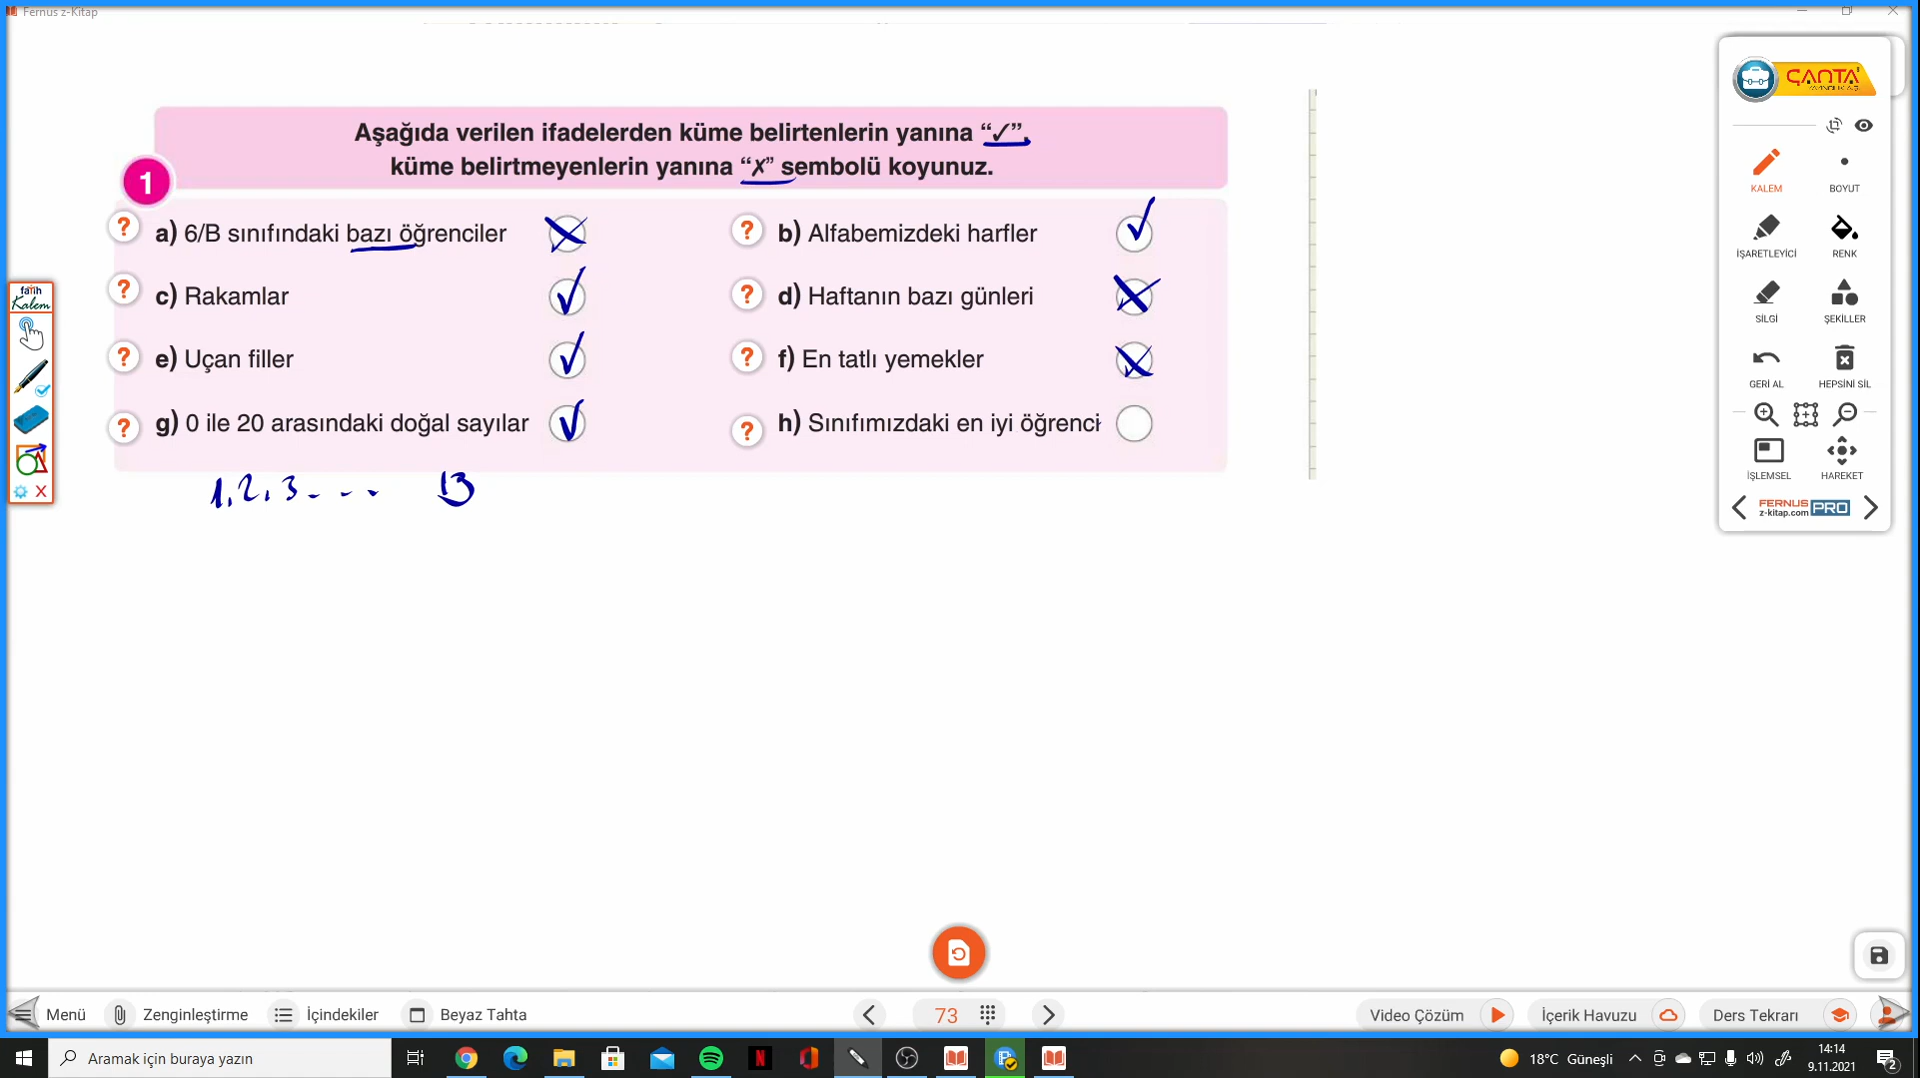 Fernus z-Kitap
ÇANTA
Aşağıda verilen ifadelerden küme belirtenlerin yanına “✓”,
küme belirtmeyenlerin yanına “✗” sembolü koyunuz.
1
? a) 6/B sınıfındaki bazı öğrenciler
? b) Alfabemizdeki harfler
? c) Rakamlar
? d) Haftanın bazı günleri
? e) Uçan filler
? f) En tatlı yemekler
? g) 0 ile 20 arasındaki doğal sayılar
? h) Sınıfımızdaki en iyi öğrenci
1, 2, 3 . - - .
fatih
Kalem
X
KALEM BOYUT
İŞARETLEYİCİ RENK
SİLGİ ŞEKİLLER
GERİ AL HEPSİNİ SİL
İŞLEMSEL HAREKET
FERNUS
z-kitap.com PRO
Menü Zenginleştirme İçindekiler Beyaz Tahta 73 Video Çözüm İçerik Havuzu Ders Tekrarı
Aramak için buraya yazın
18°C Güneşli
14:14
9.11.2021
2